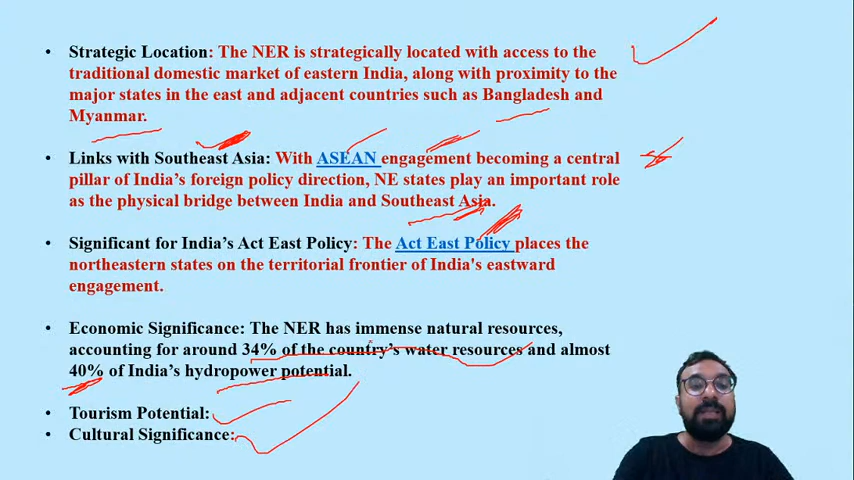 • Strategic Location: The NER is strategically located with access to the
traditional domestic market of eastern India, along with proximity to the
major states in the east and adjacent countries such as Bangladesh and
Myanmar.
• Links with Southeast Asia: With ASEAN engagement becoming a central
pillar of India's foreign policy direction, NE states play an important role
as the physical bridge between India and Southeast Asia.
• Significant for India's Act East Policy: The Act East Policy places the
northeastern states on the territorial frontier of India's eastward
engagement.
• Economic Significance: The NER has immense natural resources,
accounting for around 34% of the country's water resources and almost
40% of India's hydropower potential.
• Tourism Potential:
• Cultural Significance: